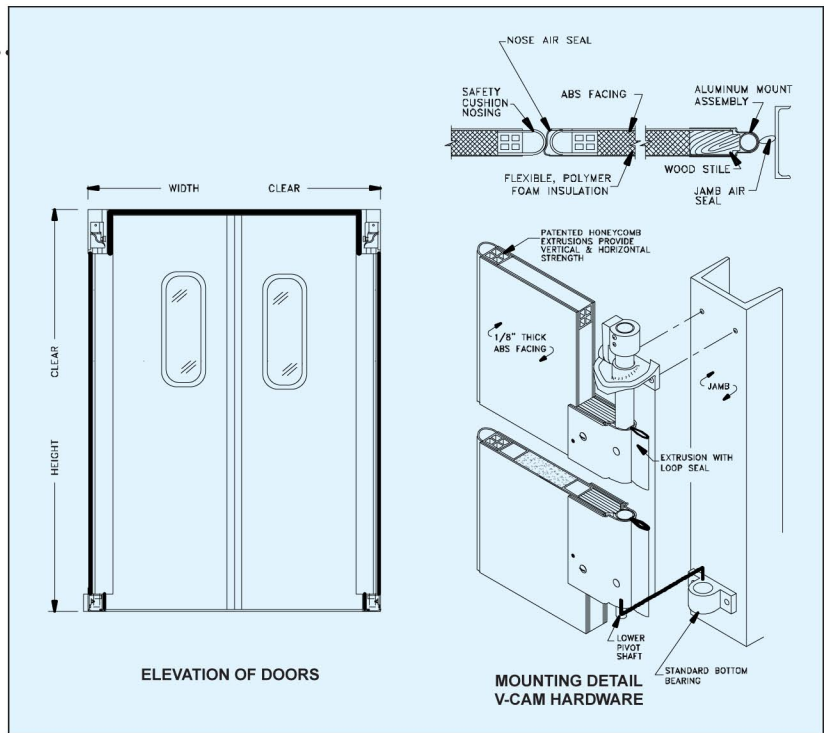 NOSE AIR SEAL
SAFETY
CUSHION
NOSING
ABS FACING
ALUMINUM MOUNT
ASSEMBLY
WOOD STILE
FLEXIBLE, POLYMER
FOAM INSULATION
JAMB AIR
SEAL
WIDTH CLEAR
CLEAR
HEIGHT
PATENTED HONEYCOMB
EXTRUSIONS PROVIDE
VERTICAL & HORIZONTAL
STRENGTH
1/8" THICK
ABS FACING
JAMB
EXTRUSION WITH
LOOP SEAL
LOWER
PIVOT
SHAFT
STANDARD BOTTOM
BEARING
ELEVATION OF DOORS
MOUNTING DETAIL
V-CAM HARDWARE